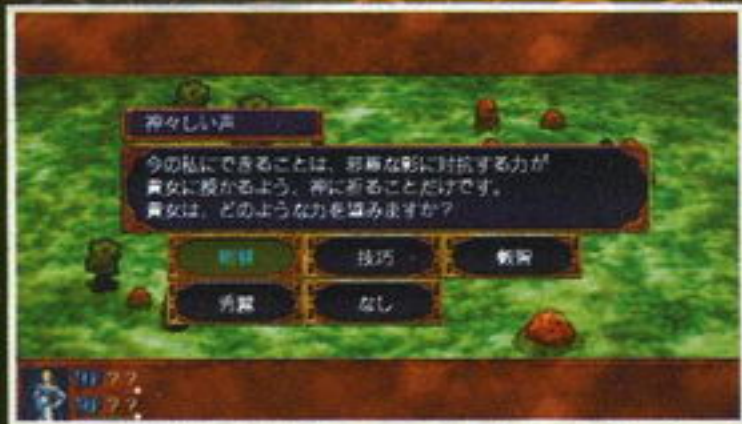 神々しい声
今の私にできることは、邪悪な影に対抗する力が
貴女に授かるよう、神に祈ることだけです。
貴女は、どのような力を望みますか?
技巧
なし
??
??